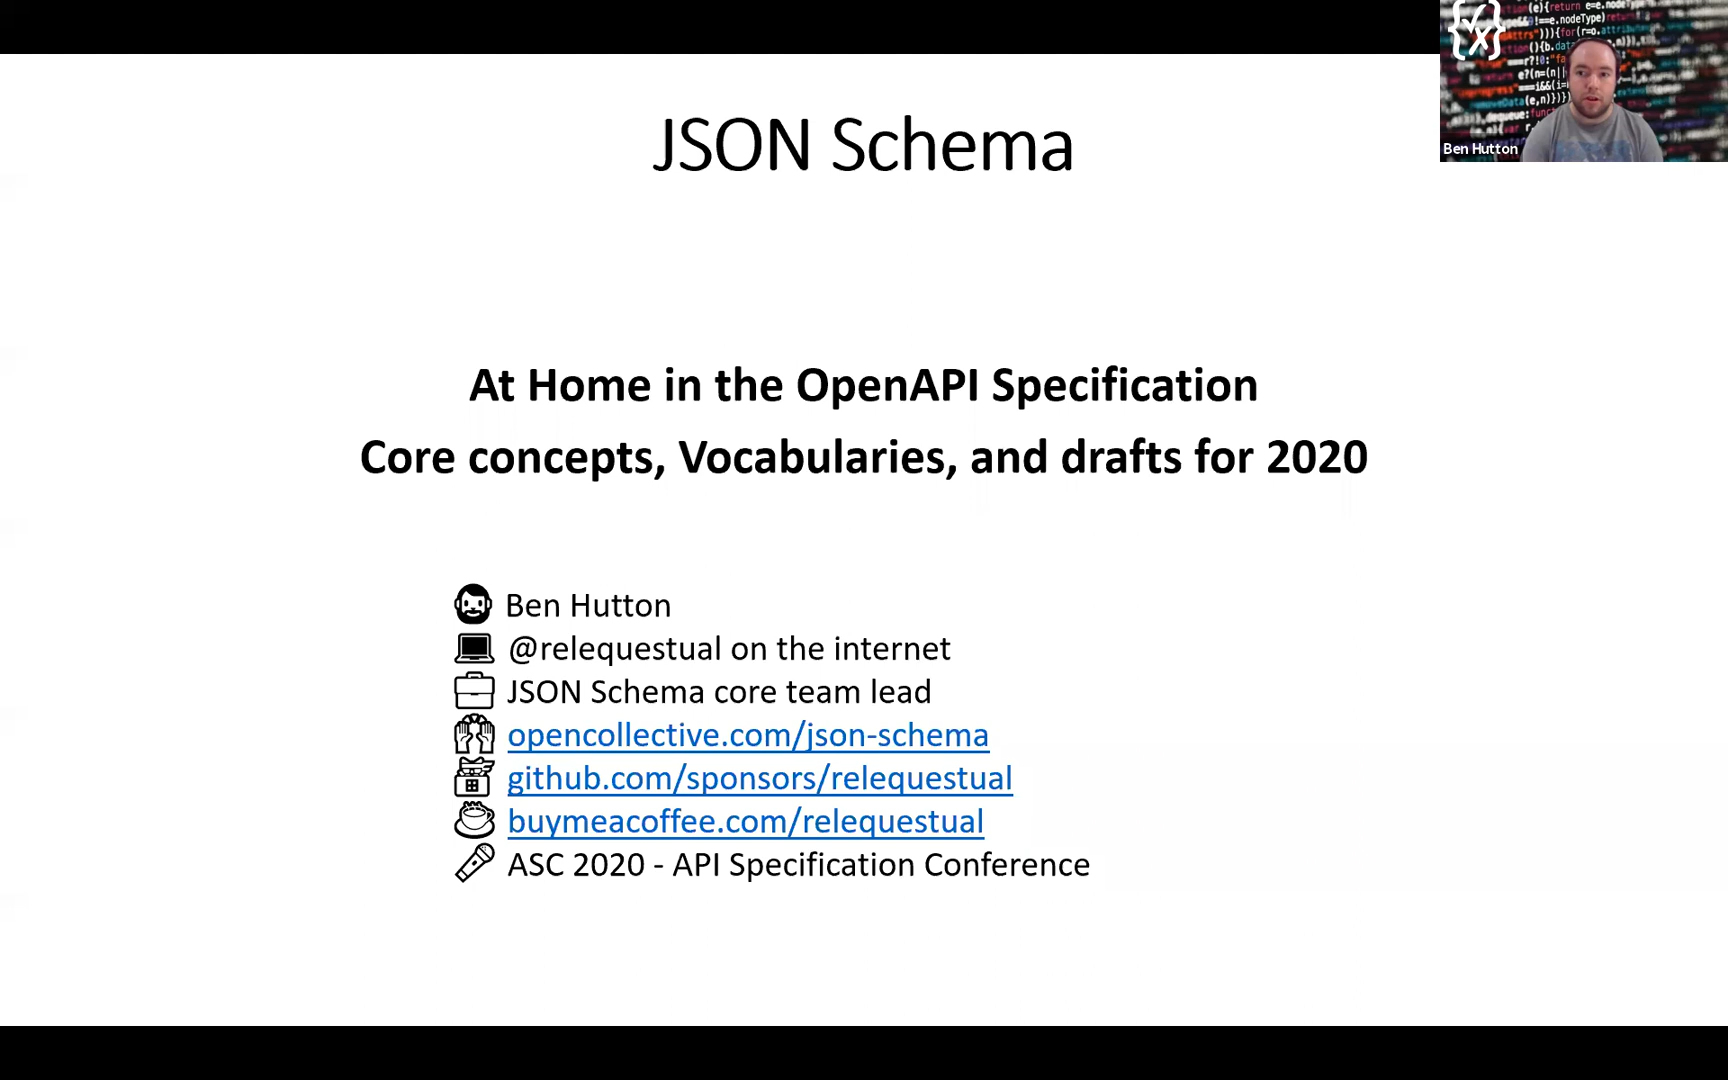 JSON Schema
At Home in the OpenAPI Specification
Core concepts, Vocabularies, and drafts for 2020
Ben Hutton
@relequestual on the internet
JSON Schema core team lead
opencollective.com/json-schema
github.com/sponsors/relequestual
buymeacoffee.com/relequestual
ASC 2020 - API Specification Conference
Ben Hutton